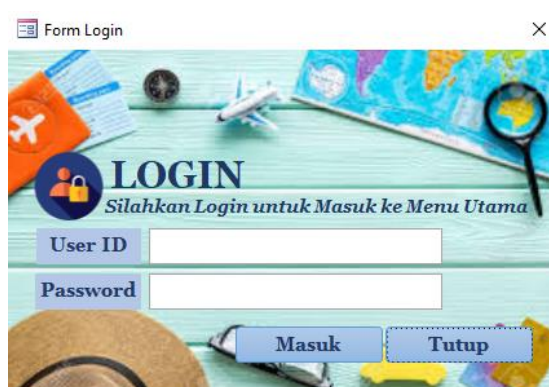 Form Login
LOGIN
Silahkan Login untuk Masuk ke Menu Utama
User ID
Password
Masuk
Tutup